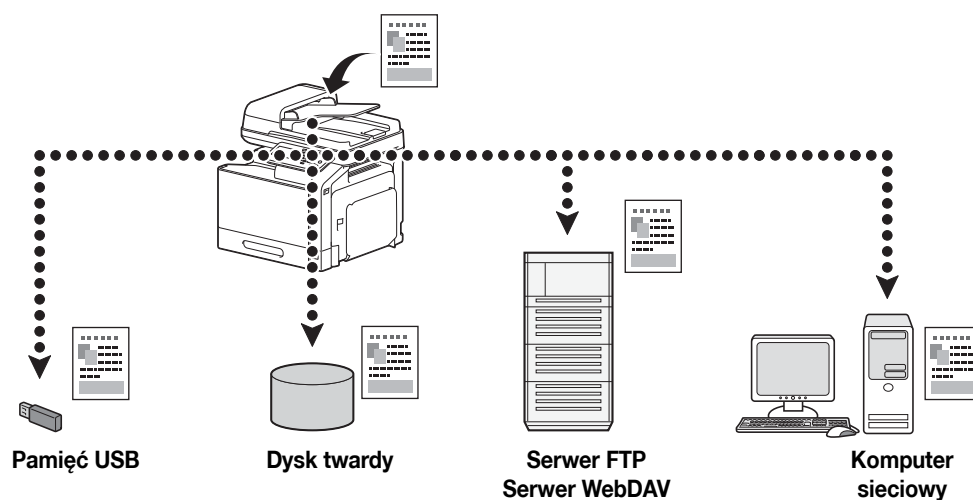 Pamięć USB
Dysk twardy
Serwer FTP
Serwer WebDAV
Komputer
sieciowy